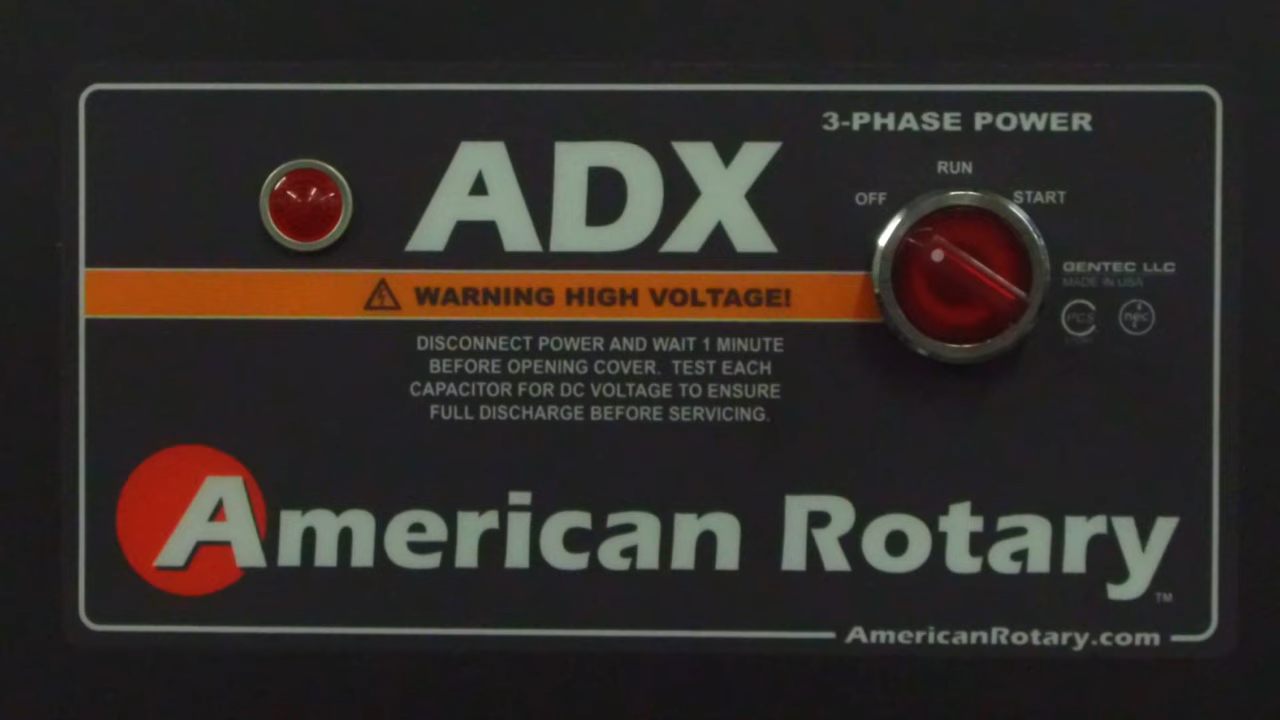 3-PHASE POWER
ADX
RUN
OFF
START
GENTEC LLC
MADE IN USA
WARNING HIGH VOLTAGE!
PCS
nec
DISCONNECT POWER AND WAIT 1 MINUTE
BEFORE OPENING COVER. TEST EACH
CAPACITOR FOR DC VOLTAGE TO ENSURE
FULL DISCHARGE BEFORE SERVICING.
American Rotary
TM
AmericanRotary.com